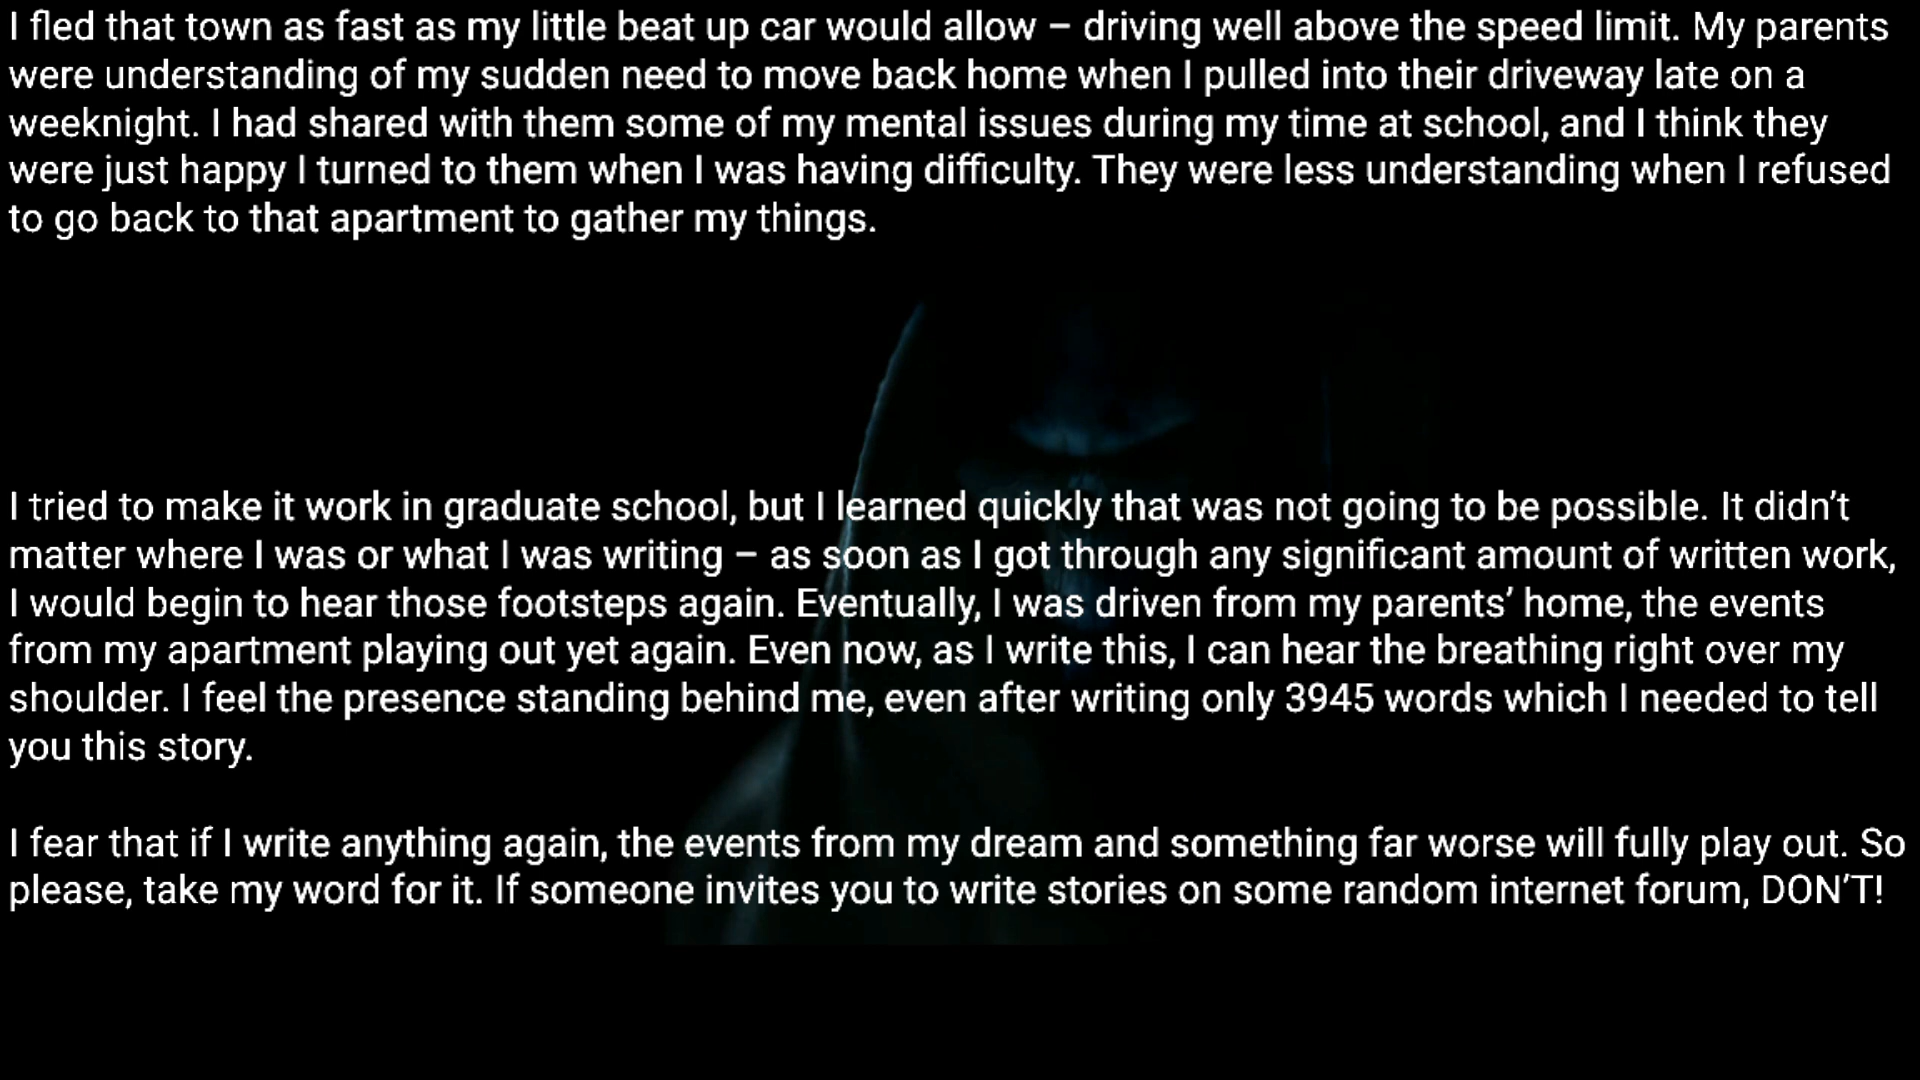 I fled that town as fast as my little beat up car would allow – driving well above the speed limit. My parents
were understanding of my sudden need to move back home when I pulled into their driveway late on a
weeknight. I had shared with them some of my mental issues during my time at school, and I think they
were just happy I turned to them when I was having difficulty. They were less understanding when I refused
to go back to that apartment to gather my things.
I tried to make it work in graduate school, but I learned quickly that was not going to be possible. It didn’t
matter where I was or what I was writing – as soon as I got through any significant amount of written work,
I would begin to hear those footsteps again. Eventually, I was driven from my parents’ home, the events
from my apartment playing out yet again. Even now, as I write this, I can hear the breathing right over my
shoulder. I feel the presence standing behind me, even after writing only 3945 words which I needed to tell
you this story.
I fear that if I write anything again, the events from my dream and something far worse will fully play out. So
please, take my word for it. If someone invites you to write stories on some random internet forum, DON’T!